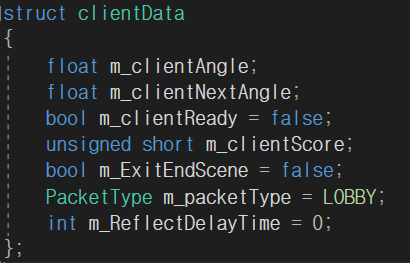 struct clientData
{
float m_clientAngle;
float m_clientNextAngle;
bool m_clientReady = false;
unsigned short m_clientScore;
bool m_ExitEndScene = false;
PacketType m_packetType = LOBBY;
int m_ReflectDelayTime = 0;
};